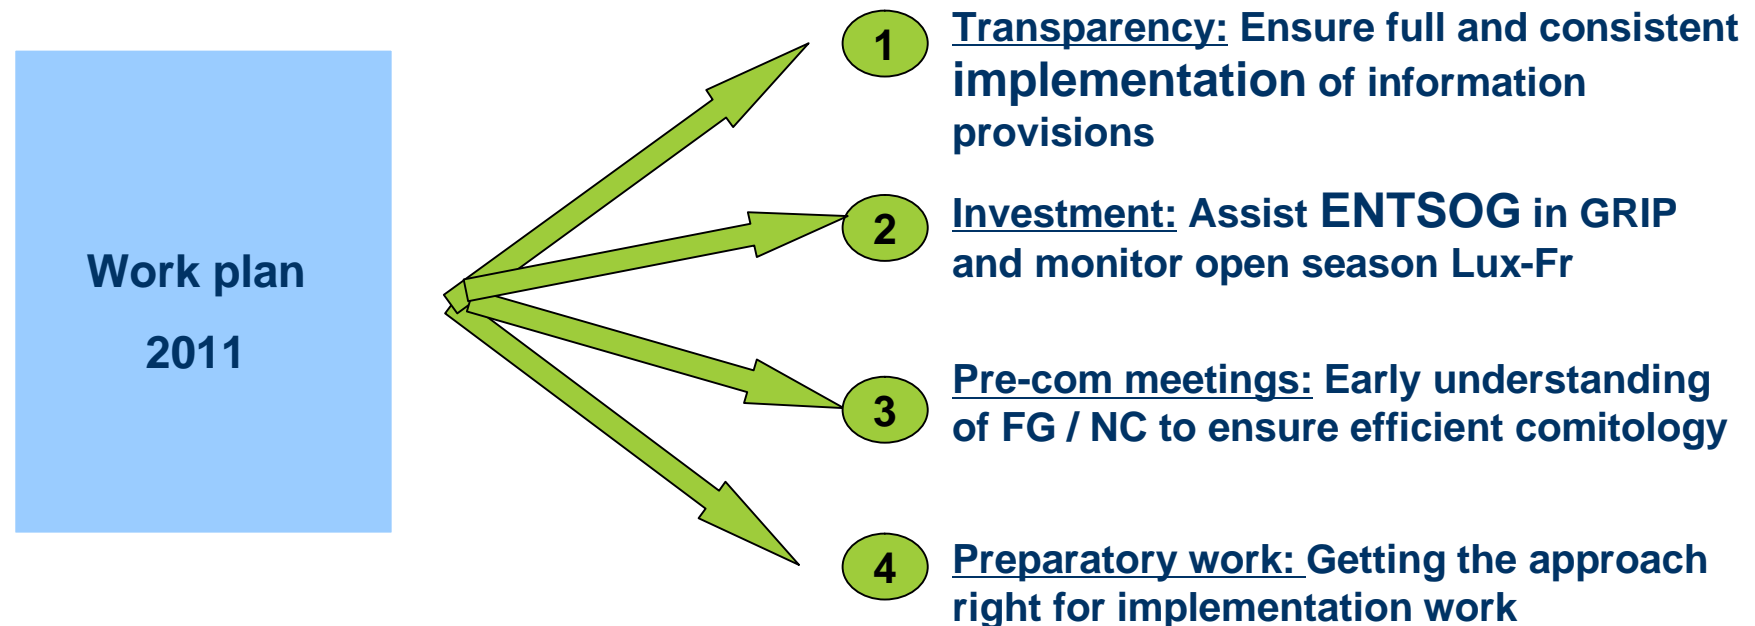 Work plan
2011
1
Transparency: Ensure full and consistent
implementation of information
provisions
2
Investment: Assist ENTSOG in GRIP
and monitor open season Lux-Fr
3
Pre-com meetings: Early understanding
of FG / NC to ensure efficient comitology
4
Preparatory work: Getting the approach
right for implementation work